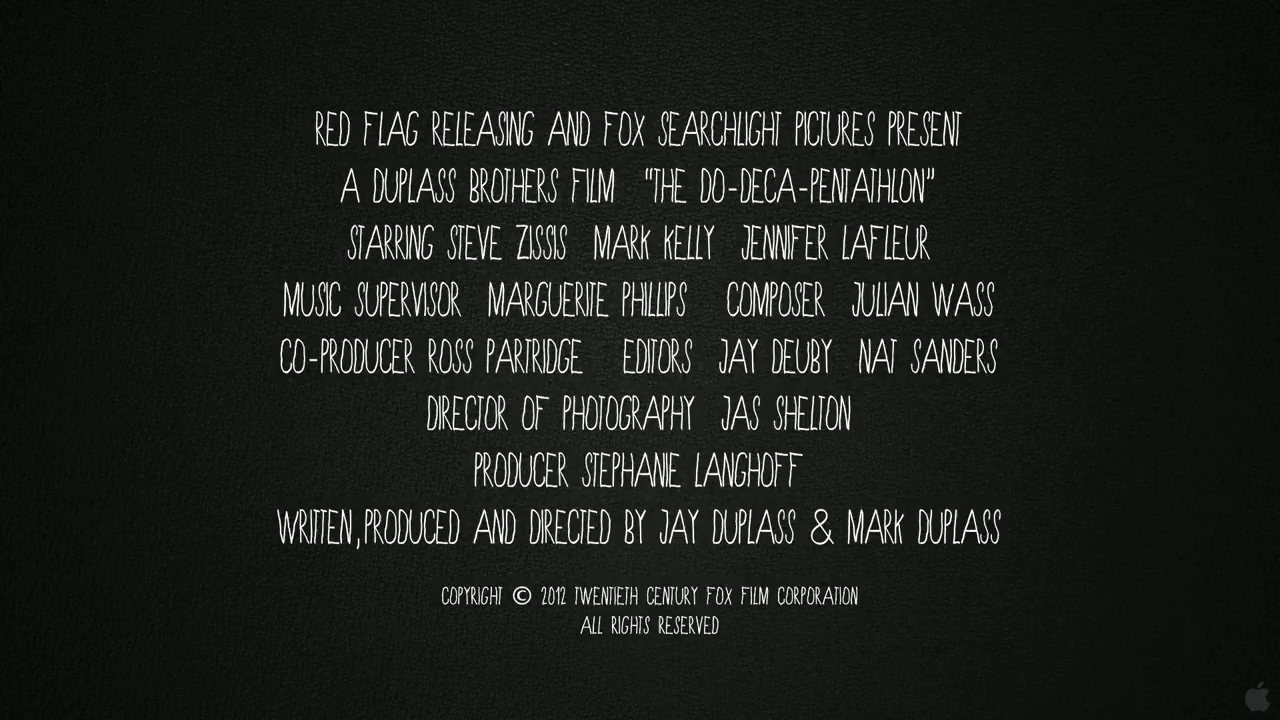 RED FLAG RELEASING AND FOX SEARCHLIGHT PICTURES PRESENT
A DUPLASS BROTHERS FILM "THE DO-DECA-PENTATHLON"
STARRING STEVE ZISSIS MARK KELLY JENNIFER LAFLEUR
MUSIC SUPERVISOR MARGUERITE PHILLIPS COMPOSER JULIAN WASS
CO-PRODUCER ROSS PARTRIDGE EDITORS JAY DEUBY NAT SANDERS
DIRECTOR OF PHOTOGRAPHY JAS SHELTON
PRODUCER STEPHANIE LANGHOFF
WRITTEN,PRODUCED AND DIRECTED BY JAY DUPLASS & MARK DUPLASS
COPYRIGHT © 2012 TWENTIETH CENTURY FOX FILM CORPORATION
ALL RIGHTS RESERVED